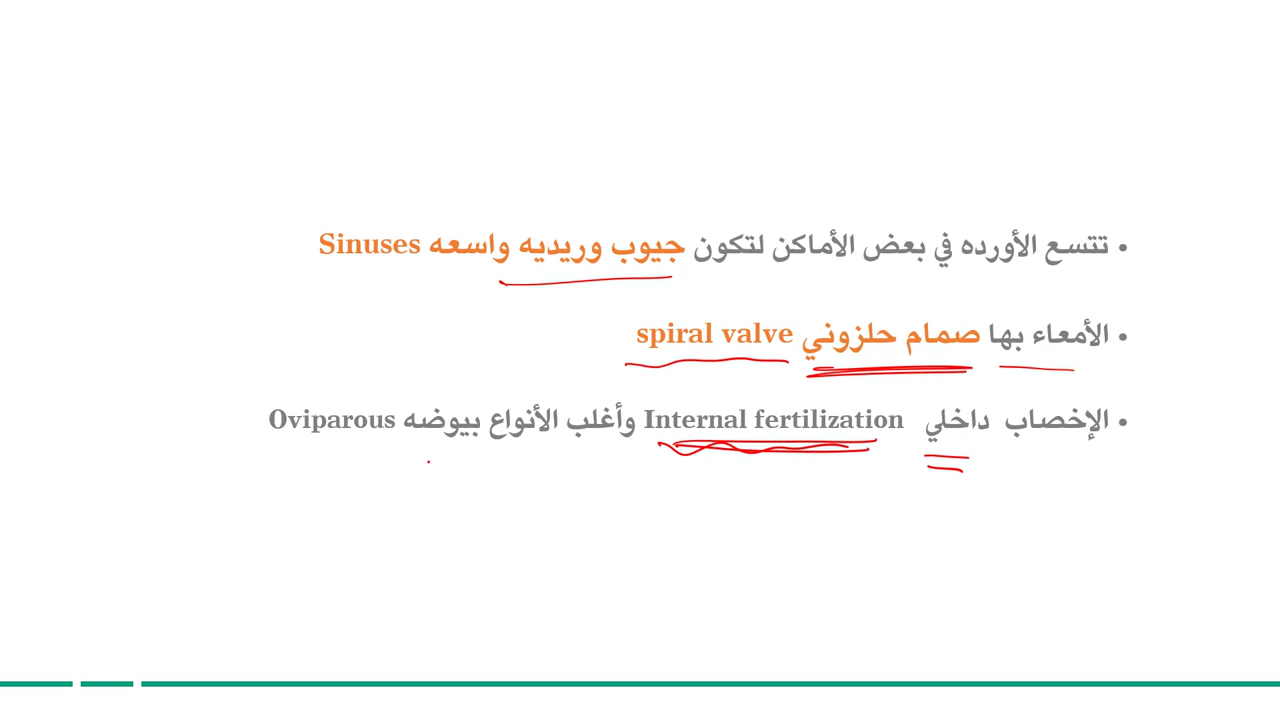 • تتسع الأورده في بعض الأماكن لتكون جيوب وريديه واسعه Sinuses
• الأمعاء بها صمام حلزوني spiral valve
• الإخصاب داخلي Internal fertilization وأغلب الأنواع بيوضه Oviparous